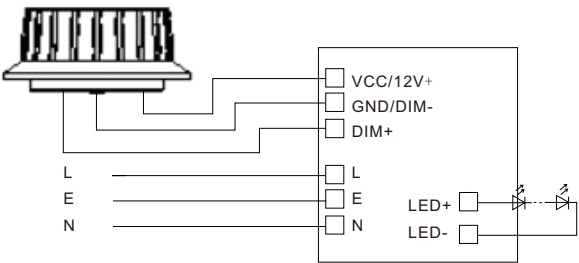 VCC/12V+
GND/DIM-
DIM+
L L
E E
N N
LED+
LED-